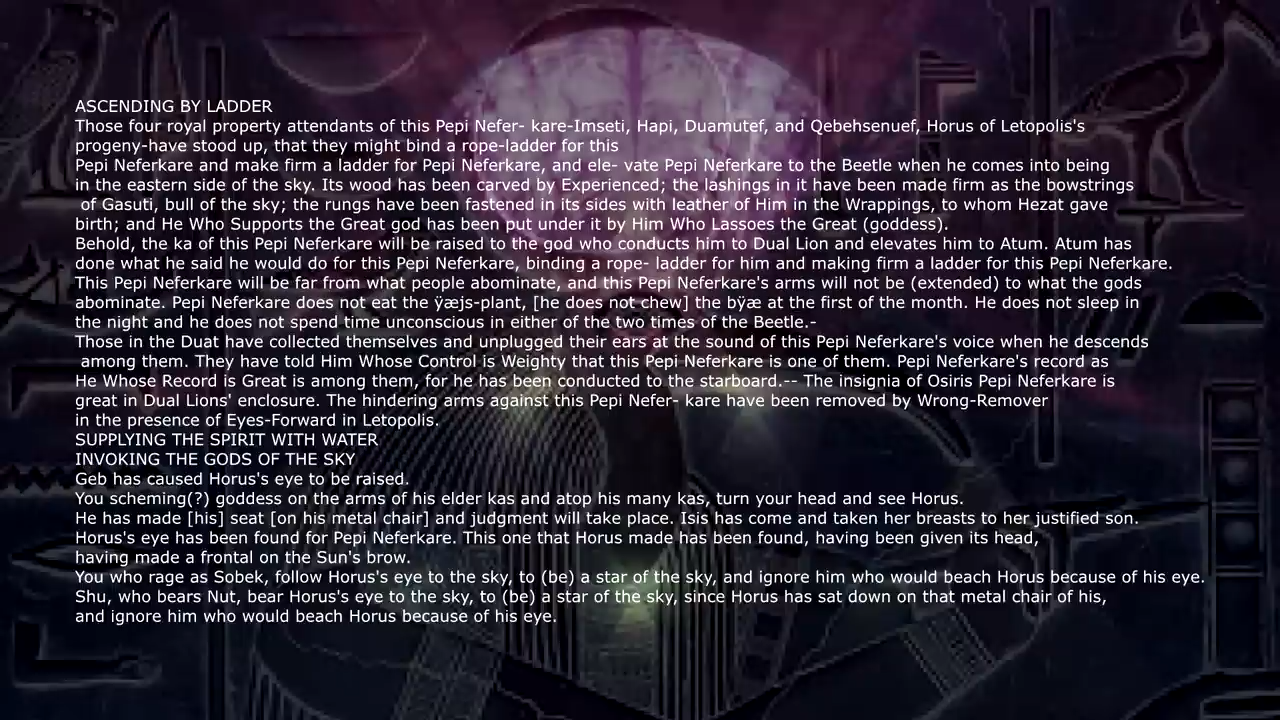 ASCENDING BY LADDER
Those four royal property attendants of this Pepi Nefer- kare-Imseti, Hapi, Duamutef, and Qebehsenuef, Horus of Letopolis's
progeny-have stood up, that they might bind a rope-ladder for this
Pepi Neferkare and make firm a ladder for Pepi Neferkare, and ele- vate Pepi Neferkare to the Beetle when he comes into being
in the eastern side of the sky. Its wood has been carved by Experienced; the lashings in it have been made firm as the bowstrings
of Gasuti, bull of the sky; the rungs have been fastened in its sides with leather of Him in the Wrappings, to whom Hezat gave
birth; and He Who Supports the Great god has been put under it by Him Who Lassoes the Great (goddess).
Behold, the ka of this Pepi Neferkare will be raised to the god who conducts him to Dual Lion and elevates him to Atum. Atum has
done what he said he would do for this Pepi Neferkare, binding a rope- ladder for him and making firm a ladder for this Pepi Neferkare.
This Pepi Neferkare will be far from what people abominate, and this Pepi Neferkare's arms will not be (extended) to what the gods
abominate. Pepi Neferkare does not eat the ÿæjs-plant, [he does not chew] the bÿæ at the first of the month. He does not sleep in
the night and he does not spend time unconscious in either of the two times of the Beetle.-
Those in the Duat have collected themselves and unplugged their ears at the sound of this Pepi Neferkare's voice when he descends
among them. They have told Him Whose Control is Weighty that this Pepi Neferkare is one of them. Pepi Neferkare's record as
He Whose Record is Great is among them, for he has been conducted to the starboard.-- The insignia of Osiris Pepi Neferkare is
great in Dual Lions' enclosure. The hindering arms against this Pepi Nefer- kare have been removed by Wrong-Remover
in the presence of Eyes-Forward in Letopolis.
SUPPLYING THE SPIRIT WITH WATER
INVOKING THE GODS OF THE SKY
Geb has caused Horus's eye to be raised.
You scheming(?) goddess on the arms of his elder kas and atop his many kas, turn your head and see Horus.
He has made [his] seat [on his metal chair] and judgment will take place. Isis has come and taken her breasts to her justified son.
Horus's eye has been found for Pepi Neferkare. This one that Horus made has been found, having been given its head,
having made a frontal on the Sun's brow.
You who rage as Sobek, follow Horus's eye to the sky, to (be) a star of the sky, and ignore him who would beach Horus because of his eye.
Shu, who bears Nut, bear Horus's eye to the sky, to (be) a star of the sky, since Horus has sat down on that metal chair of his,
and ignore him who would beach Horus because of his eye.